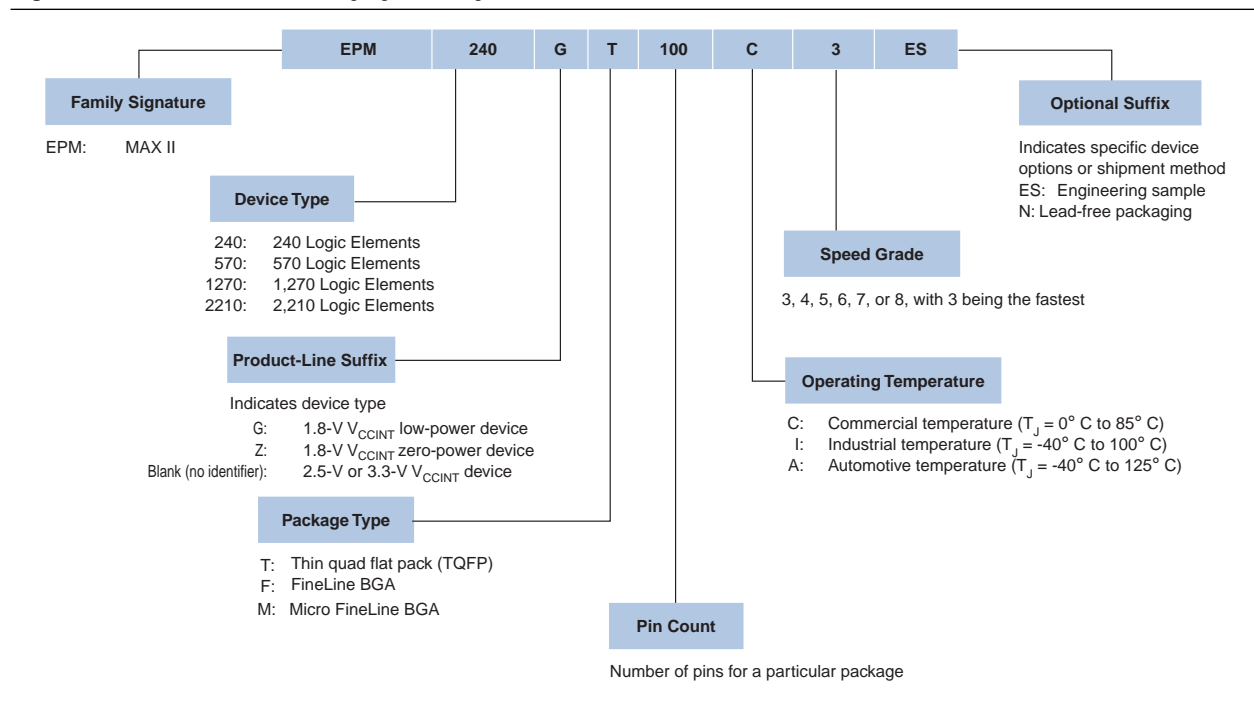 EPM 240 G T 100 C 3 ES
Family Signature
EPM: MAX II
Optional Suffix
Indicates specific device
options or shipment method
ES: Engineering sample
N: Lead-free packaging
Device Type
240: 240 Logic Elements
570: 570 Logic Elements
1270: 1,270 Logic Elements
2210: 2,210 Logic Elements
Speed Grade
3, 4, 5, 6, 7, or 8, with 3 being the fastest
Product-Line Suffix
Indicates device type
G: 1.8-V VCCINT low-power device
Z: 1.8-V VCCINT zero-power device
Blank (no identifier): 2.5-V or 3.3-V VCCINT device
Operating Temperature
C: Commercial temperature (TJ = 0° C to 85° C)
I: Industrial temperature (TJ = -40° C to 100° C)
A: Automotive temperature (TJ = -40° C to 125° C)
Package Type
T: Thin quad flat pack (TQFP)
F: FineLine BGA
M: Micro FineLine BGA
Pin Count
Number of pins for a particular package